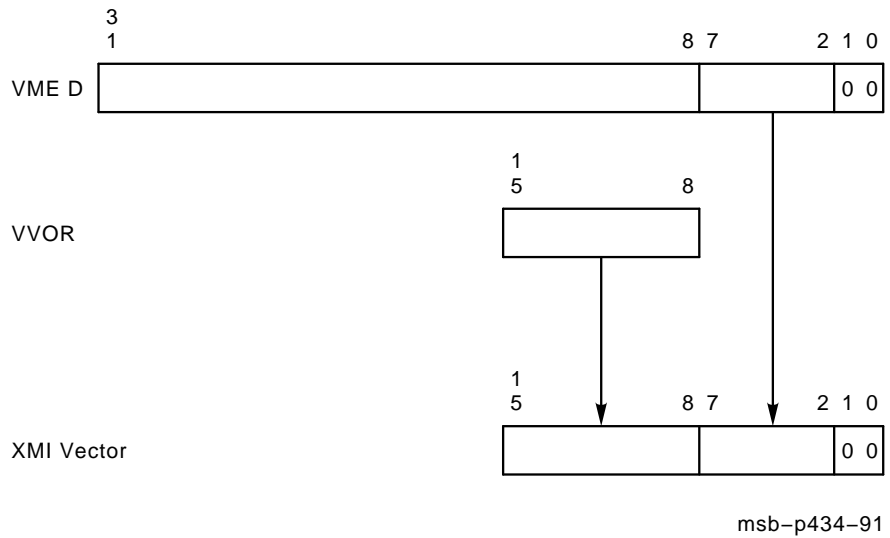 3
1 8 7 2 1 0
VME D 0 0
1
5 8
VVOR
1
5 8 7 2 1 0
XMI Vector 0 0
msb–p434–91